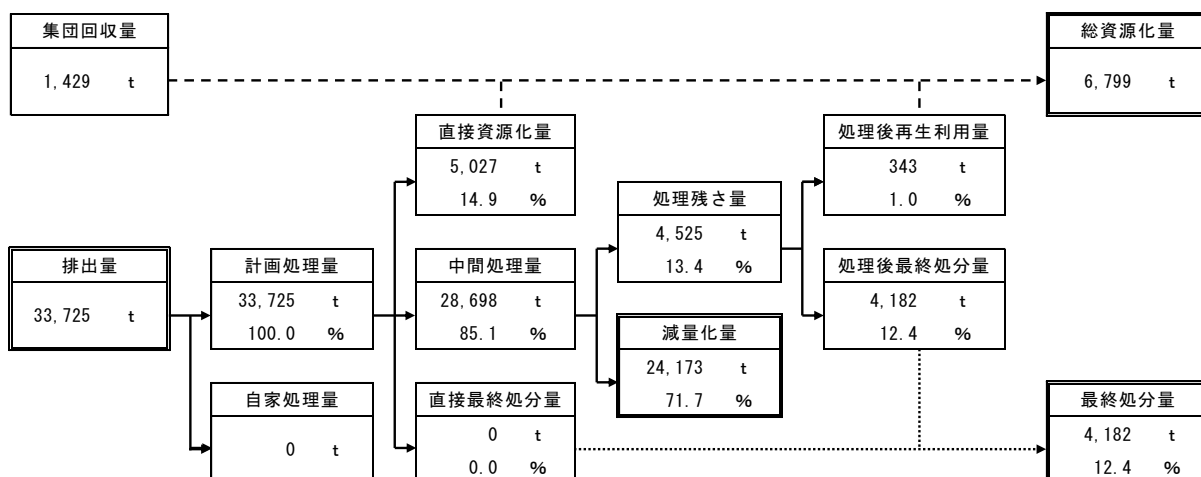 集団回収量
1,429 t
総資源化量
6,799 t
直接資源化量
5,027 t
14.9 %
処理後再生利用量
343 t
1.0 %
処理残さ量
4,525 t
13.4 %
排出量
33,725 t
計画処理量
33,725 t
100.0 %
中間処理量
28,698 t
85.1 %
処理後最終処分量
4,182 t
12.4 %
減量化量
24,173 t
71.7 %
自家処理量
0 t
直接最終処分量
0 t
0.0 %
最終処分量
4,182 t
12.4 %